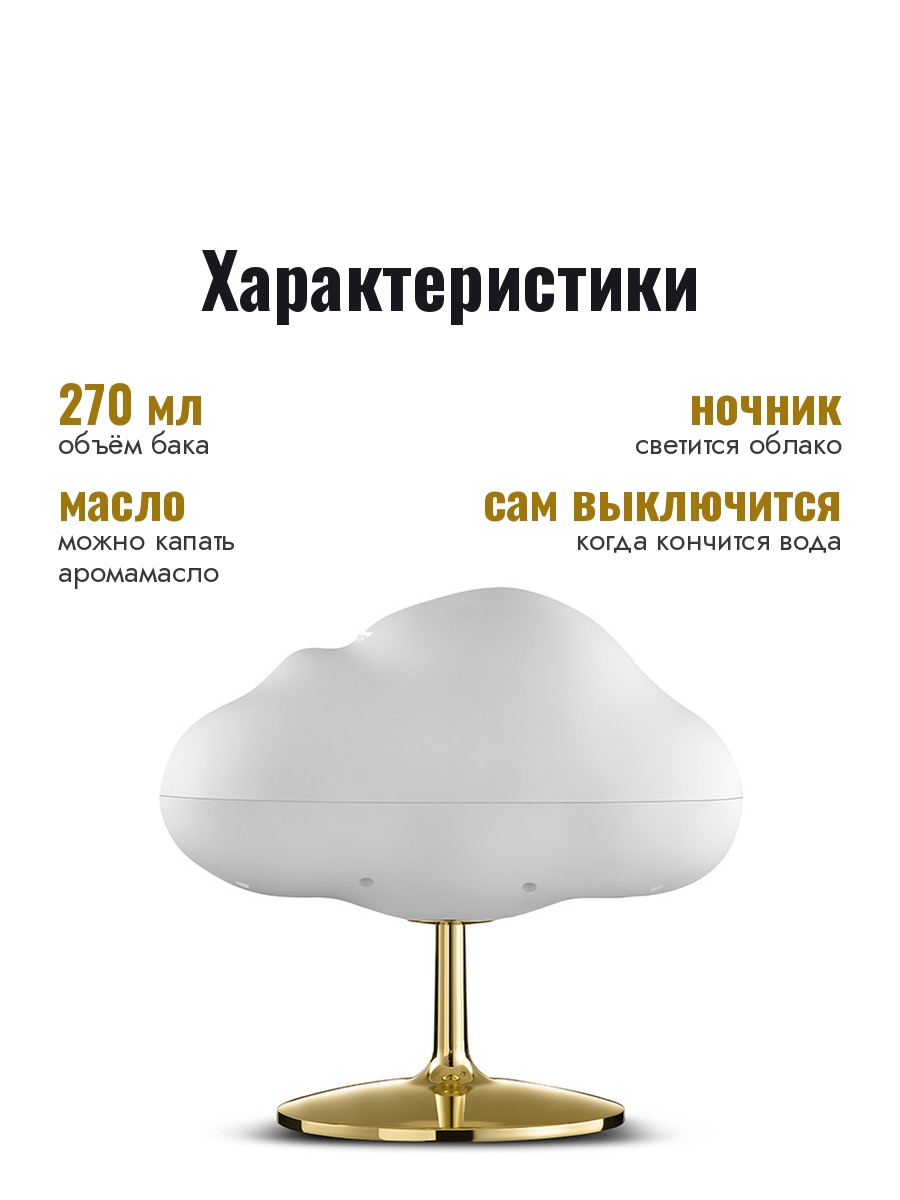 Характеристики
270 мл
объём бака
масло
можно капать
аромамасло
ночник
светится облако
сам выключится
когда кончится вода